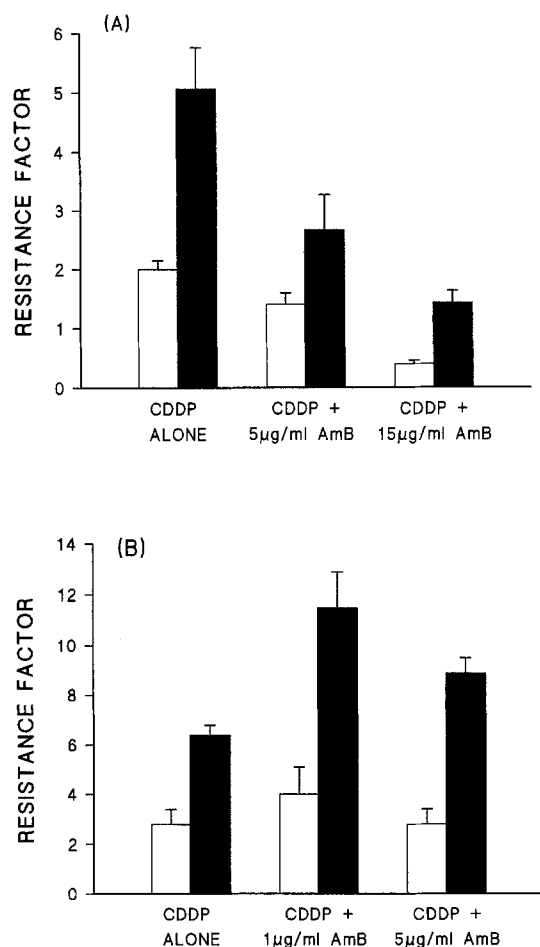 (A)
RESISTANCE FACTOR
6
5
4
3
2
1
0
CDDP ALONE
CDDP + 5µg/ml AmB
CDDP + 15µg/ml AmB
(B)
RESISTANCE FACTOR
14
12
10
8
6
4
2
0
CDDP ALONE
CDDP + 1µg/ml AmB
CDDP + 5µg/ml AmB